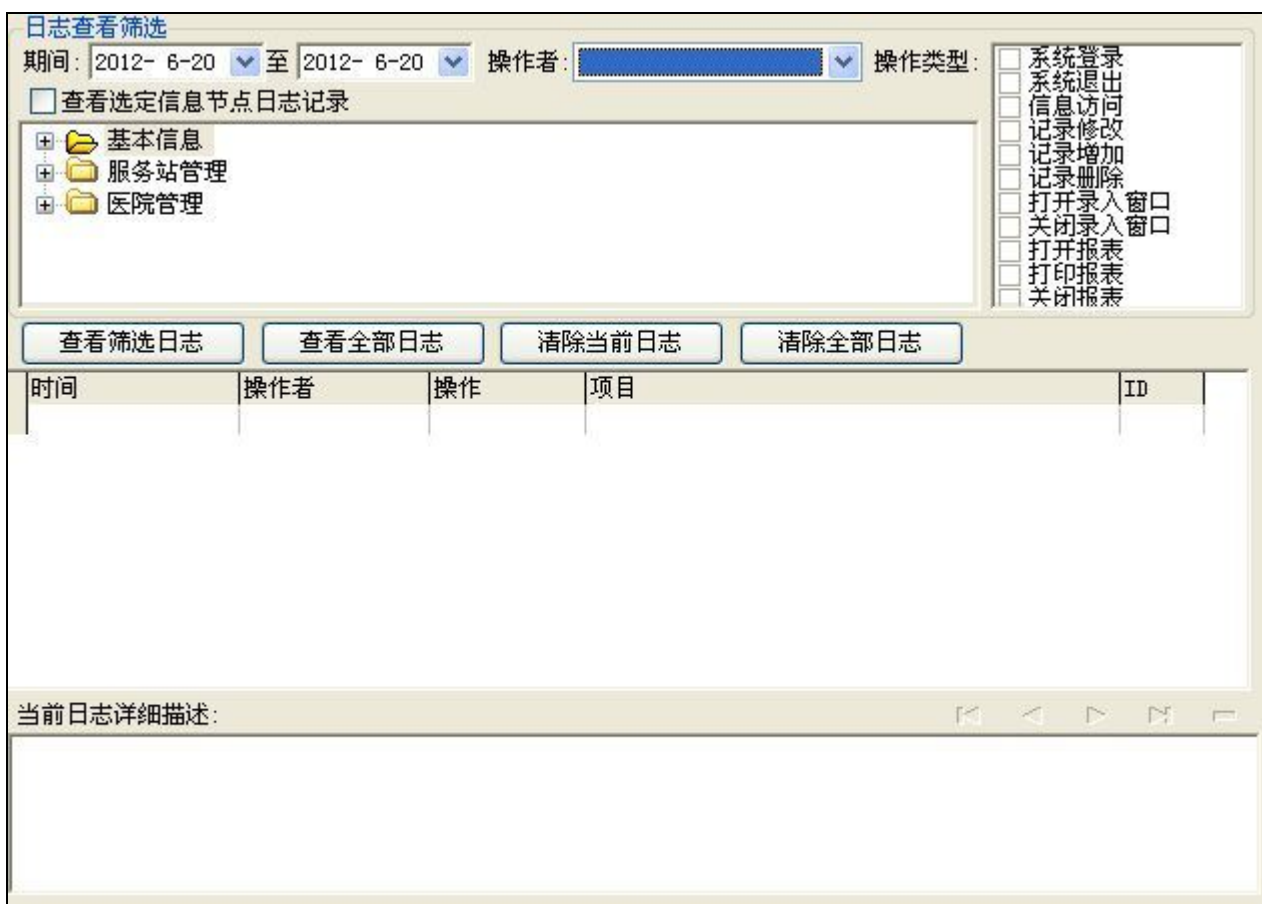 日志查看筛选
期间: 2012- 6-20 至 2012- 6-20 操作者: 操作类型:
系统登录
系统退出
信息访问
记录修改
记录增加
记录删除
打开录入窗口
关闭录入窗口
打开报表
打印报表
关闭报表
查看选定信息节点日志记录
基本信息
服务站管理
医院管理
查看筛选日志 查看全部日志 清除当前日志 清除全部日志
时间 操作者 操作 项目 ID
当前日志详细描述: